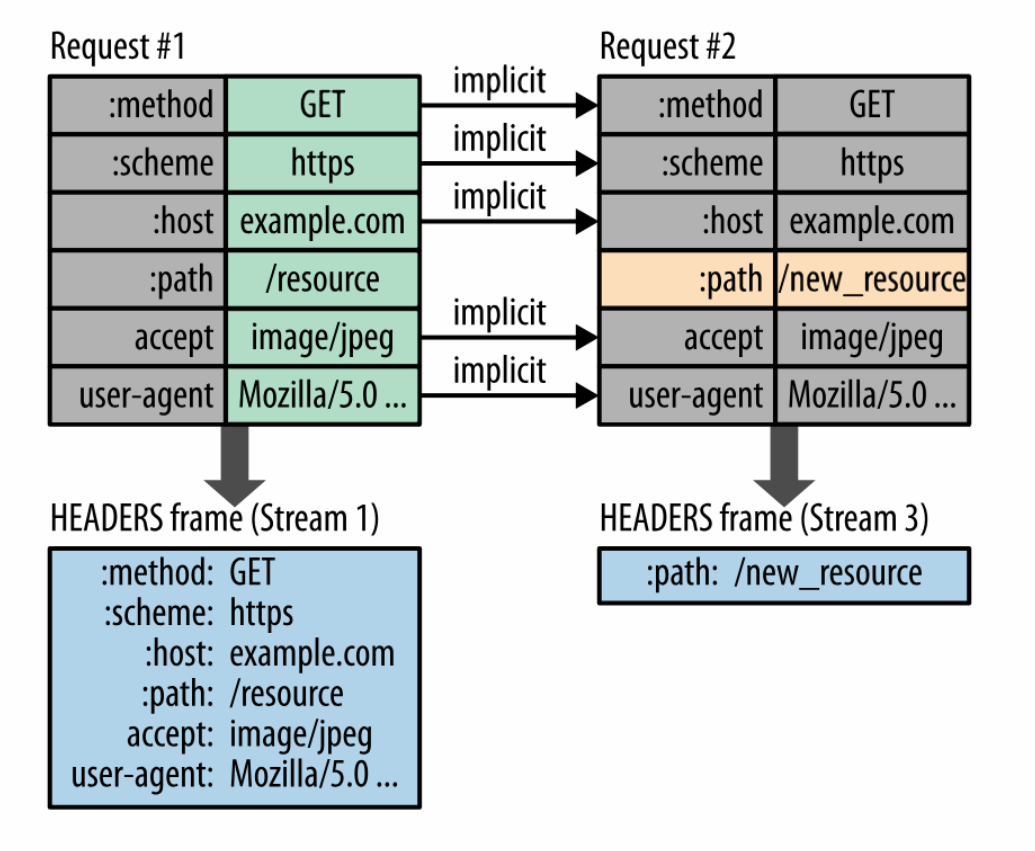 Request #1
:method GET
:scheme https
:host example.com
:path /resource
accept image/jpeg
user-agent Mozilla/5.0 ...
implicit
implicit
implicit
implicit
implicit
Request #2
:method GET
:scheme https
:host example.com
:path /new_resource
accept image/jpeg
user-agent Mozilla/5.0 ...
HEADERS frame (Stream 1)
:method: GET
:scheme: https
:host: example.com
:path: /resource
accept: image/jpeg
user-agent: Mozilla/5.0 ...
HEADERS frame (Stream 3)
:path: /new_resource